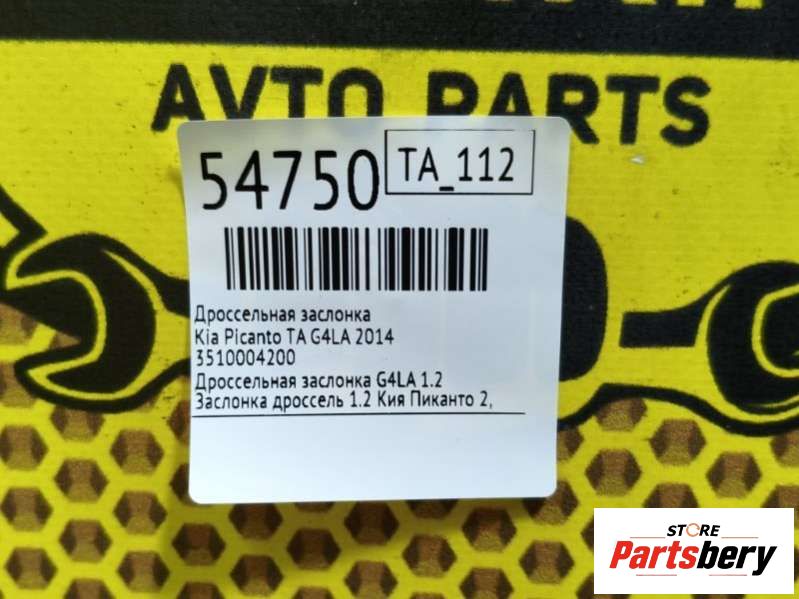 AVTO PARTS
54750
TA_112
Дроссельная заслонка
Kia Picanto TA G4LA 2014
3510004200
Дроссельная заслонка G4LA 1.2
Заслонка дроссель 1.2 Кия Пиканто 2,
STORE
Partsbery